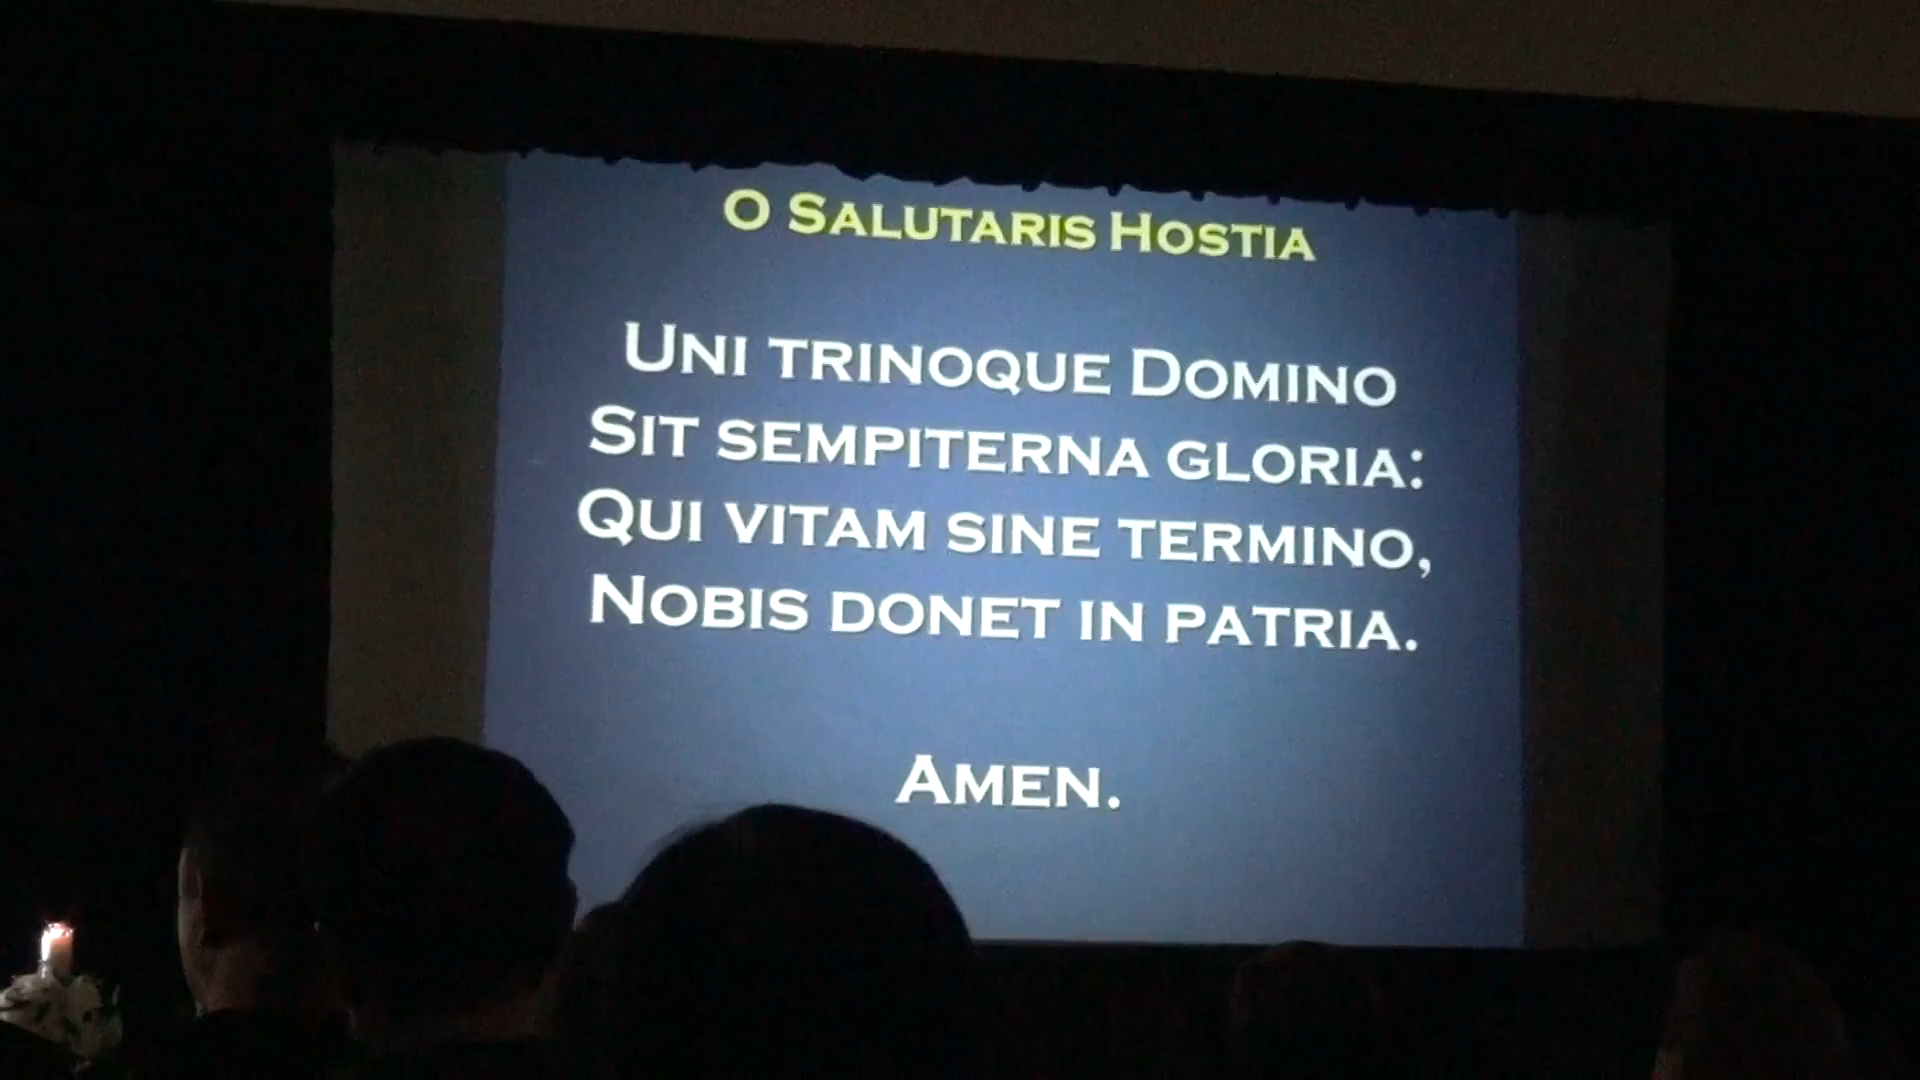 O Salutaris Hostia
Uni trinoque Domino
Sit sempiterna gloria:
Qui vitam sine termino,
Nobis donet in patria.
Amen.